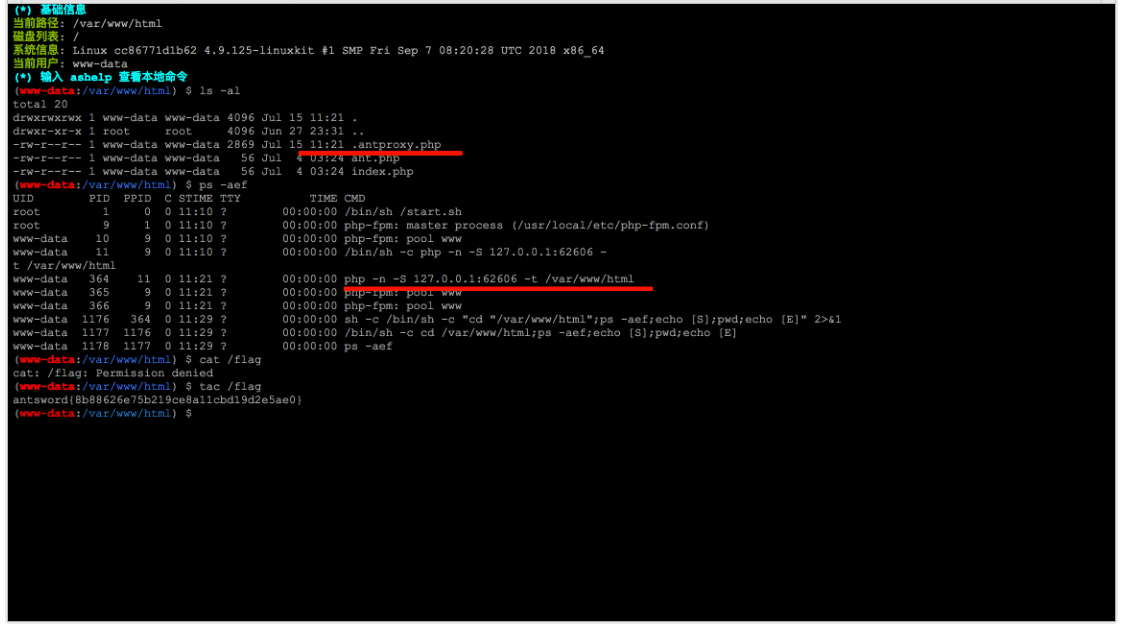 (*) 基础信息
当前路径: /var/www/html
磁盘列表: /
系统信息: Linux cc86771d1b62 4.9.125-linuxkit #1 SMP Fri Sep 7 08:20:28 UTC 2018 x86_64
当前用户: www-data
(*) 输入 ashelp 查看本地命令
(www-data:/var/www/html) $ ls -al
total 20
drwxrwxrwx 1 www-data www-data 4096 Jul 15 11:21 .
drwxr-xr-x 1 root     root     4096 Jun 27 23:31 ..
-rw-r--r-- 1 www-data www-data 2869 Jul 15 11:21 .antproxy.php
-rw-r--r-- 1 www-data www-data   56 Jul  4 03:24 ant.php
-rw-r--r-- 1 www-data www-data   56 Jul  4 03:24 index.php
(www-data:/var/www/html) $ ps -aef
UID        PID  PPID  C STIME TTY          TIME CMD
root         1     0  0 11:10 ?        00:00:00 /bin/sh /start.sh
root         9     1  0 11:10 ?        00:00:00 php-fpm: master process (/usr/local/etc/php-fpm.conf)
www-data    10     9  0 11:10 ?        00:00:00 php-fpm: pool www
www-data    11     9  0 11:10 ?        00:00:00 /bin/sh -c php -n -S 127.0.0.1:62606 -
t /var/www/html
www-data   364    11  0 11:21 ?        00:00:00 php -n -S 127.0.0.1:62606 -t /var/www/html
www-data   365     9  0 11:21 ?        00:00:00 php-fpm: pool www
www-data   366     9  0 11:21 ?        00:00:00 php-fpm: pool www
www-data  1176   364  0 11:29 ?        00:00:00 sh -c /bin/sh -c "cd "/var/www/html";ps -aef;echo [S];pwd;echo [E]" 2>&1
www-data  1177  1176  0 11:29 ?        00:00:00 /bin/sh -c cd /var/www/html;ps -aef;echo [S];pwd;echo [E]
www-data  1178  1177  0 11:29 ?        00:00:00 ps -aef
(www-data:/var/www/html) $ cat /flag
cat: /flag: Permission denied
(www-data:/var/www/html) $ tac /flag
antsword{8b88626e75b219ce8a11cbd19d2e5ae0}
(www-data:/var/www/html) $